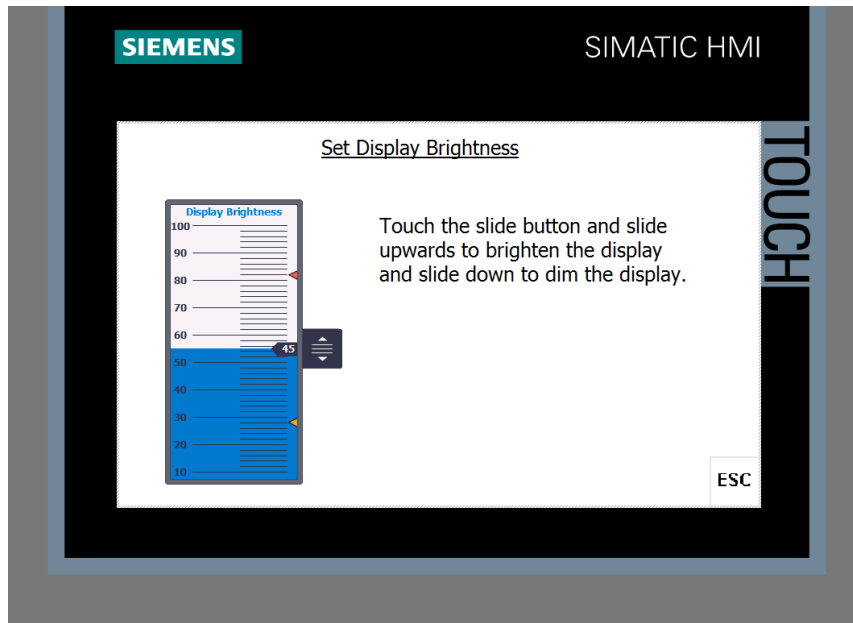 SIEMENS
SIMATIC HMI
TOUCH
Set Display Brightness
Display Brightness
100
90
80
70
60
45
50
40
30
20
10
Touch the slide button and slide
upwards to brighten the display
and slide down to dim the display.
ESC